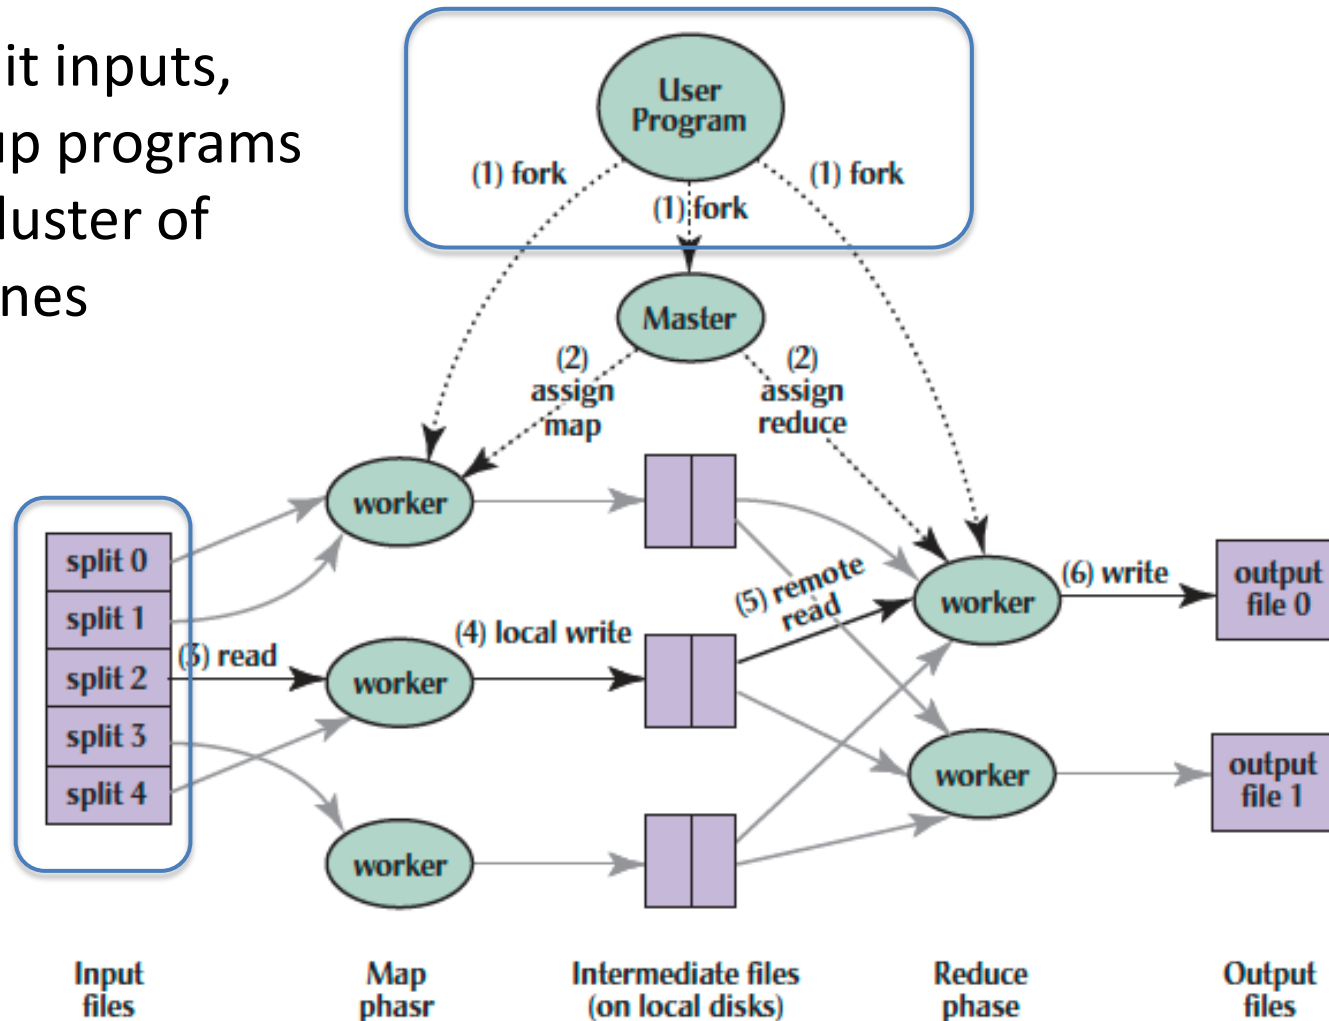 it inputs,
up programs
luster of
nes
User
Program
(1) fork
(1) fork
(1) fork
Master
(2)
assign
map
(2)
assign
reduce
worker
split 0
split 1
split 2
split 3
split 4
(3) read
worker
(4) local write
(5) remote
read
worker
(6) write
output
file 0
worker
output
file 1
worker
Input
files
Map
phasr
Intermediate files
(on local disks)
Reduce
phase
Output
files